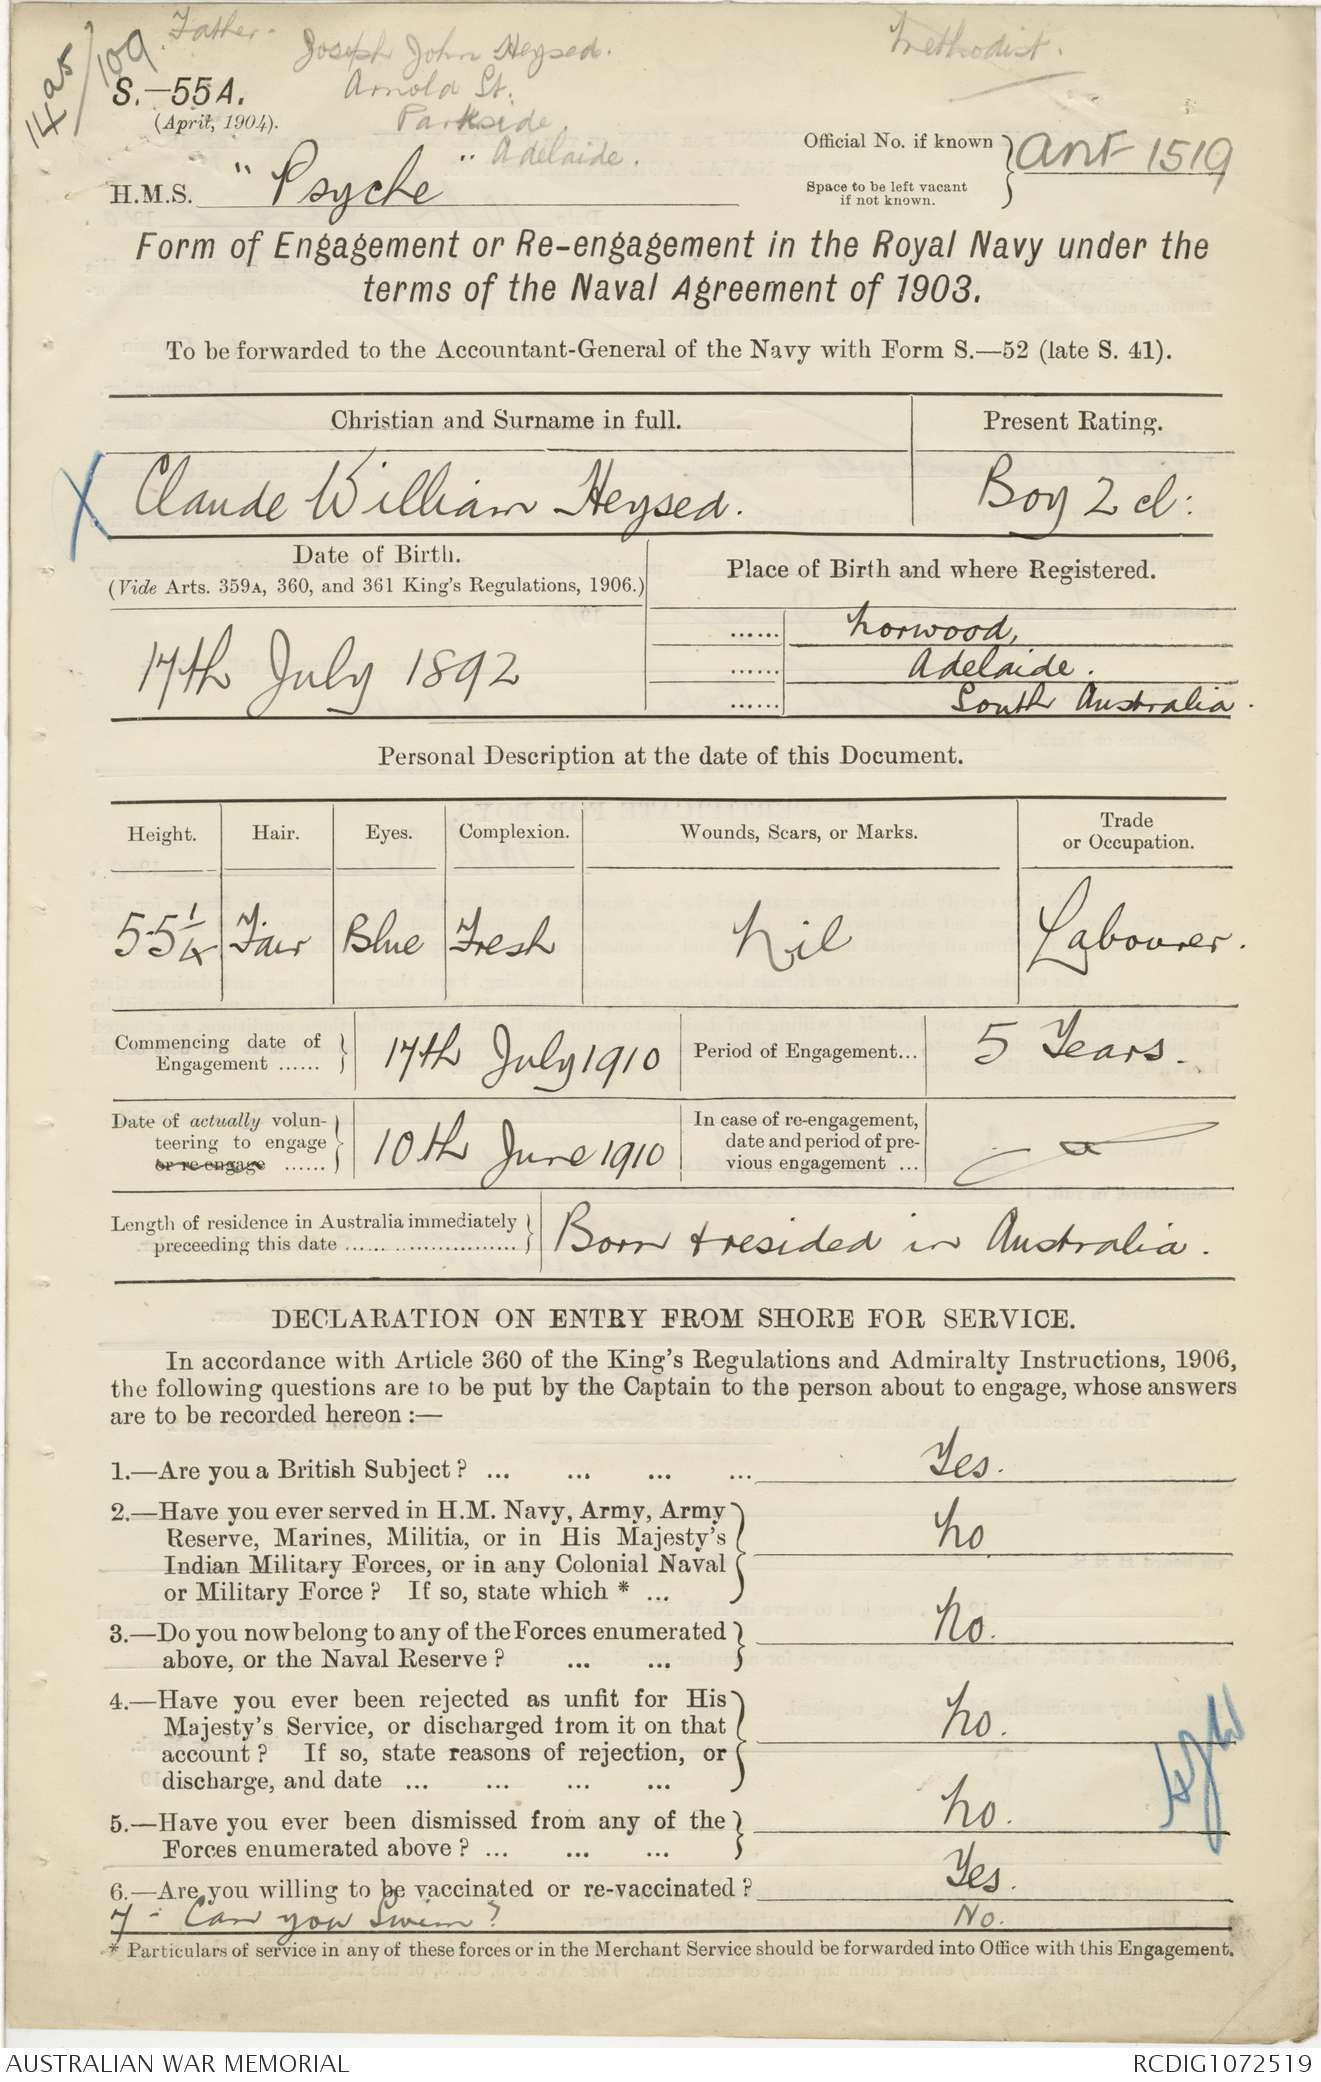 Father - Joseph John Heysed.
Arnold St.
Parkside
Adelaide.
Methodist.
S.—55A.
(April, 1904).
Official No. if known
Space to be left vacant
if not known.
ANF 1519
H.M.S. "Psyche"
Form of Engagement or Re-engagement in the Royal Navy under the
terms of the Naval Agreement of 1903.
To be forwarded to the Accountant-General of the Navy with Form S.—52 (late S. 41).
Christian and Surname in full.
Present Rating.
X Claude William Heysed.
Boy 2 cl:
Date of Birth.
(Vide Arts. 359A, 360, and 361 King's Regulations, 1906.)
Place of Birth and where Registered.
17th July 1892
...... Norwood,
...... Adelaide.
...... South Australia.
Personal Description at the date of this Document.
Height. Hair. Eyes. Complexion. Wounds, Scars, or Marks. Trade
or Occupation.
5-5 1/4 Fair Blue Fresh Nil Labourer.
Commencing date of
Engagement ......
17th July 1910
Period of Engagement...
5 Years.
Date of actually volun-
teering to engage
or re-engage ......
10th June 1910
In case of re-engagement,
date and period of pre-
vious engagement ...
Length of residence in Australia immediately
preceeding this date ...........................
Born & resided in Australia.
DECLARATION ON ENTRY FROM SHORE FOR SERVICE.
In accordance with Article 360 of the King's Regulations and Admiralty Instructions, 1906,
the following questions are to be put by the Captain to the person about to engage, whose answers
are to be recorded hereon :—
1.—Are you a British Subject? ... ... ... ... Yes.
2.—Have you ever served in H.M. Navy, Army, Army
Reserve, Marines, Militia, or in His Majesty's
Indian Military Forces, or in any Colonial Naval
or Military Force? If so, state which * ...
No
3.—Do you now belong to any of the Forces enumerated
above, or the Naval Reserve? ... ...
No.
4.—Have you ever been rejected as unfit for His
Majesty's Service, or discharged from it on that
account? If so, state reasons of rejection, or
discharge, and date ... ... ... ...
No.
5.—Have you ever been dismissed from any of the
Forces enumerated above? ... ... ...
No.
6.—Are you willing to be vaccinated or re-vaccinated? Yes.
7 - Can you Swim? No.
* Particulars of service in any of these forces or in the Merchant Service should be forwarded into Office with this Engagement.
AUSTRALIAN WAR MEMORIAL
RCDIG1072519